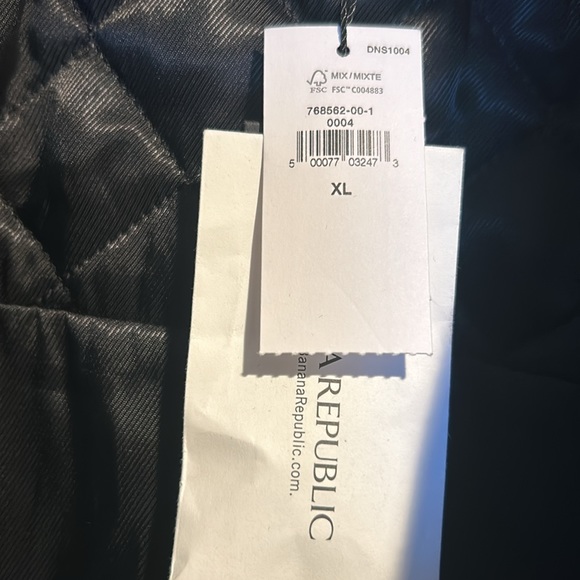 DNS1004
MIX / MIXTE
FSC FSC™ C004883
768562-00-1
0004
5 00077 03247 3
XL
A REPUBLIC
BananaRepublic.com.